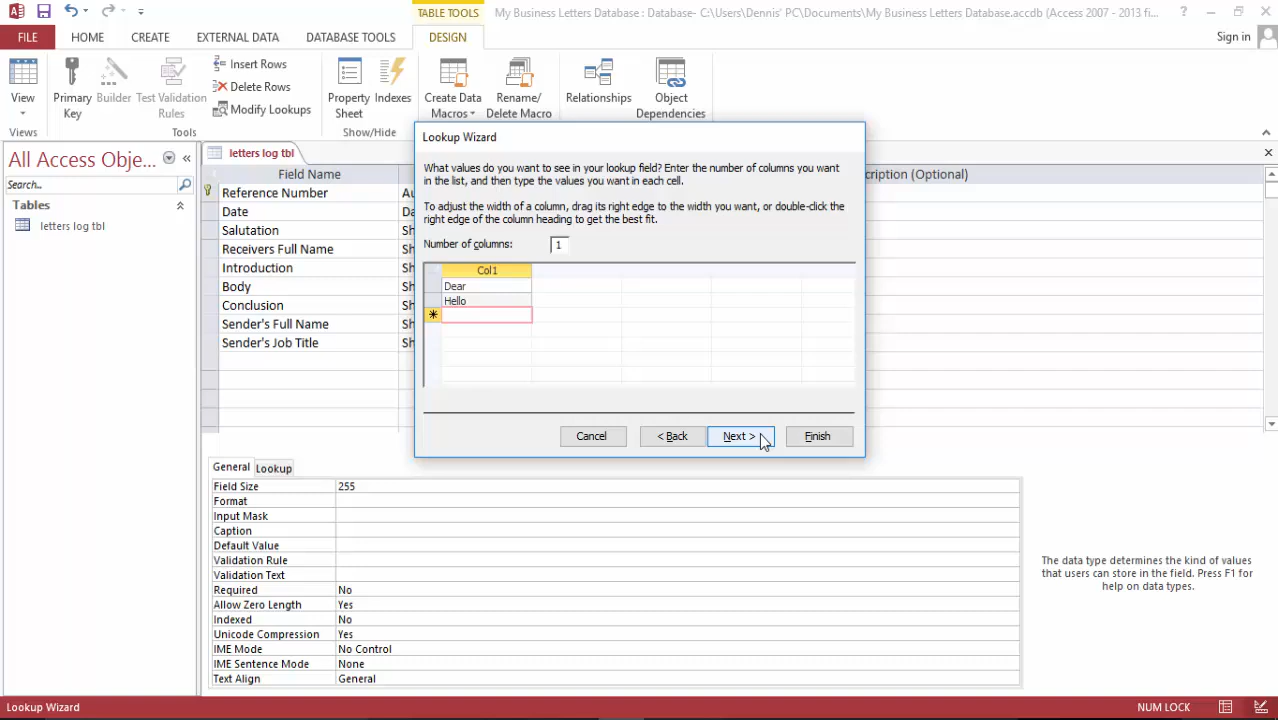 TABLE TOOLS
My Business Letters Database : Database- C:\Users\Dennis' PC\Documents\My Business Letters Database.accdb (Access 2007 - 2013 fi...
FILE
HOME
CREATE
EXTERNAL DATA
DATABASE TOOLS
DESIGN
Sign in
View
Primary
Key
Builder
Test Validation
Rules
Insert Rows
Delete Rows
Modify Lookups
Property
Sheet
Indexes
Create Data
Macros
Rename/
Delete Macro
Relationships
Object
Dependencies
Views
Tools
Show/Hide
All Access Obje...
Search...
Tables
letters log tbl
letters log tbl
Field Name
cription (Optional)
Reference Number
Au
Date
Da
Salutation
Sh
Receivers Full Name
Sh
Introduction
Sh
Body
Sh
Conclusion
Sh
Sender's Full Name
Sh
Sender's Job Title
Sh
Lookup Wizard
What values do you want to see in your lookup field? Enter the number of columns you want
in the list, and then type the values you want in each cell.
To adjust the width of a column, drag its right edge to the width you want, or double-click the
right edge of the column heading to get the best fit.
Number of columns: 1
Col1
Dear
Hello
Cancel
< Back
Next >
Finish
General
Lookup
Field Size 255
Format
Input Mask
Caption
Default Value
Validation Rule
Validation Text
Required No
Allow Zero Length Yes
Indexed No
Unicode Compression Yes
IME Mode No Control
IME Sentence Mode None
Text Align General
The data type determines the kind of values
that users can store in the field. Press F1 for
help on data types.
Lookup Wizard
NUM LOCK